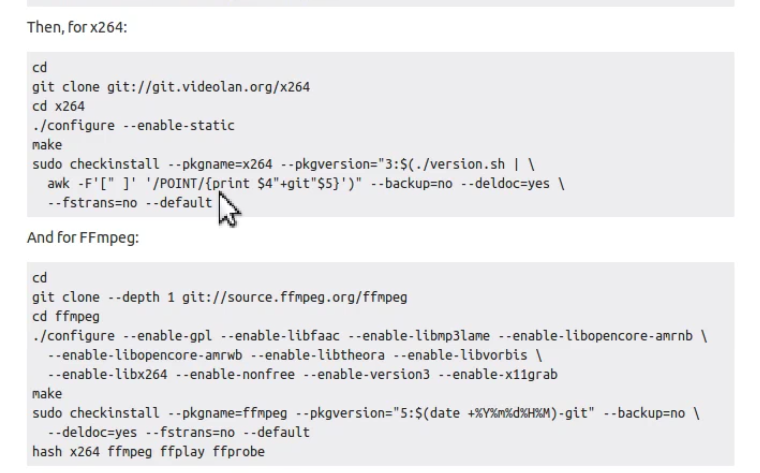 Then, for x264:
cd
git clone git://git.videolan.org/x264
cd x264
./configure --enable-static
make
sudo checkinstall --pkgname=x264 --pkgversion="3:$(./version.sh | \
  awk -F'[" ]' '/POINT/{print $4"+git"$5}')" --backup=no --deldoc=yes \
  --fstrans=no --default
And for FFmpeg:
cd
git clone --depth 1 git://source.ffmpeg.org/ffmpeg
cd ffmpeg
./configure --enable-gpl --enable-libfaac --enable-libmp3lame --enable-libopencore-amrnb \
  --enable-libopencore-amrwb --enable-libtheora --enable-libvorbis \
  --enable-libx264 --enable-nonfree --enable-version3 --enable-x11grab
make
sudo checkinstall --pkgname=ffmpeg --pkgversion="5:$(date +%Y%m%d%H%M)-git" --backup=no \
  --deldoc=yes --fstrans=no --default
hash x264 ffmpeg ffplay ffprobe